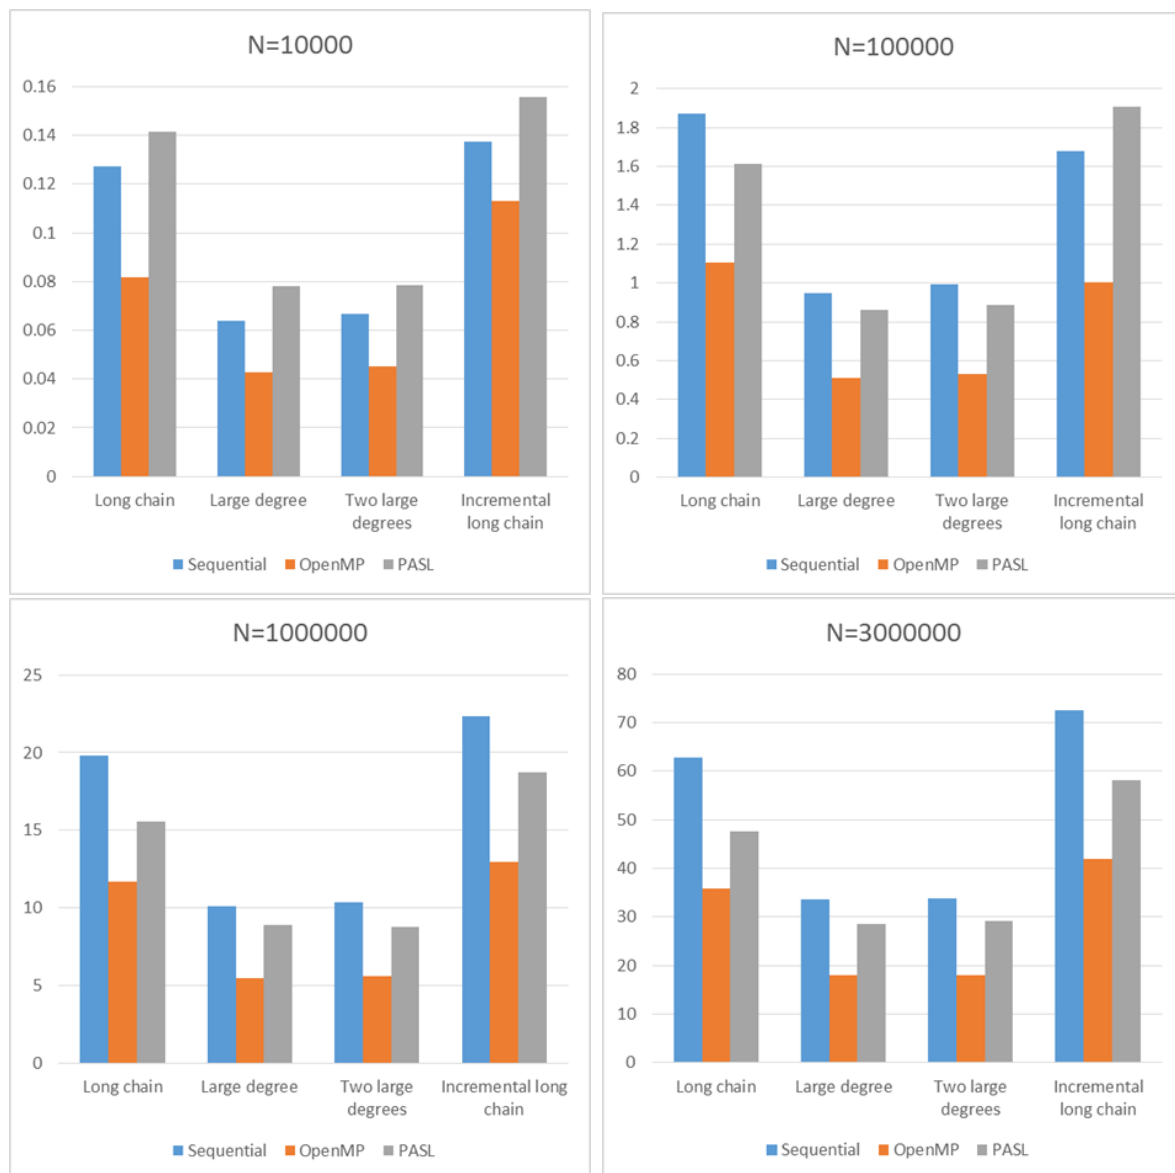 N=10000
0.16
0.14
0.12
0.1
0.08
0.06
0.04
0.02
0
Long chain
Large degree
Two large
degrees
Incremental
long chain
Sequential
OpenMP
PASL
N=100000
2
1.8
1.6
1.4
1.2
1
0.8
0.6
0.4
0.2
0
Long chain
Large degree
Two large
degrees
Incremental
long chain
Sequential
OpenMP
PASL
N=1000000
25
20
15
10
5
0
Long chain
Large degree
Two large
degrees
Incremental long
chain
Sequential
OpenMP
PASL
N=3000000
80
70
60
50
40
30
20
10
0
Long chain
Large degree
Two large
degrees
Incremental
long chain
Sequential
OpenMP
PASL